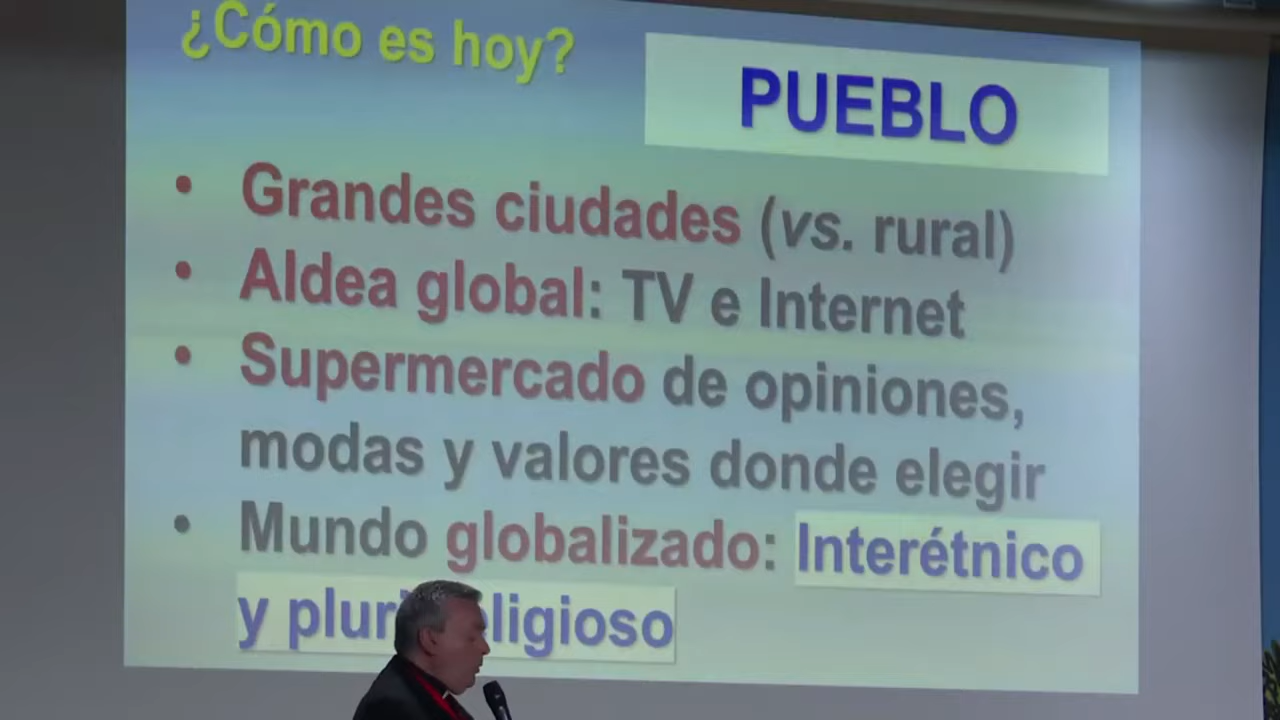 ¿Cómo es hoy?
PUEBLO
• Grandes ciudades (vs. rural)
• Aldea global: TV e Internet
• Supermercado de opiniones,
modas y valores donde elegir
• Mundo globalizado: Interétnico
y